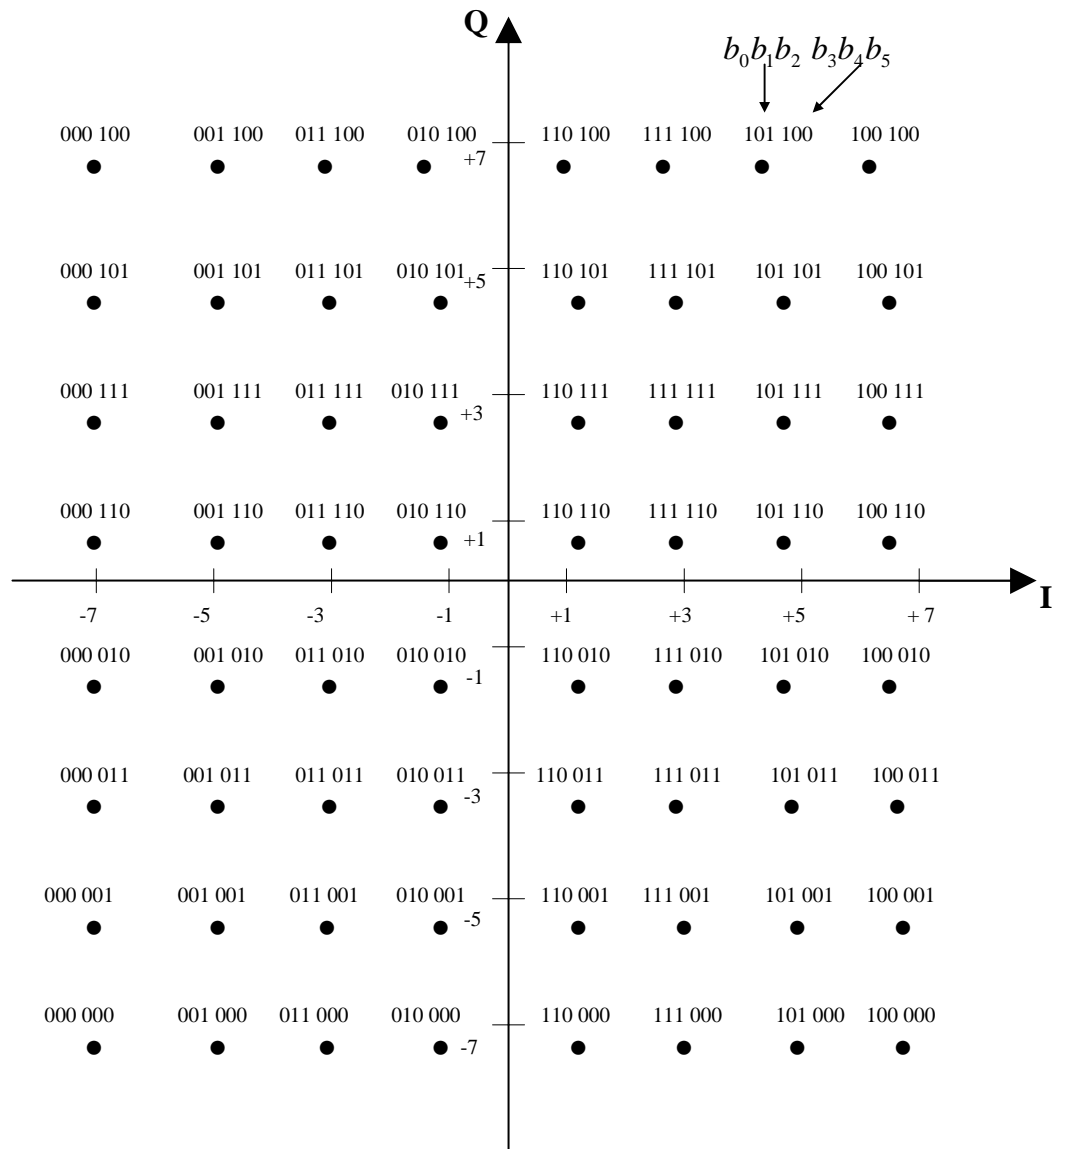 Q
b0b1b2 b3b4b5
000 100 001 100 011 100 010 100 110 100 111 100 101 100 100 100
+7
000 101 001 101 011 101 010 101 110 101 111 101 101 101 100 101
+5
000 111 001 111 011 111 010 111 110 111 111 111 101 111 100 111
+3
000 110 001 110 011 110 010 110 110 110 111 110 101 110 100 110
+1
I
-7 -5 -3 -1 +1 +3 +5 + 7
000 010 001 010 011 010 010 010 110 010 111 010 101 010 100 010
-1
000 011 001 011 011 011 010 011 110 011 111 011 101 011 100 011
-3
000 001 001 001 011 001 010 001 110 001 111 001 101 001 100 001
-5
000 000 001 000 011 000 010 000 110 000 111 000 101 000 100 000
-7